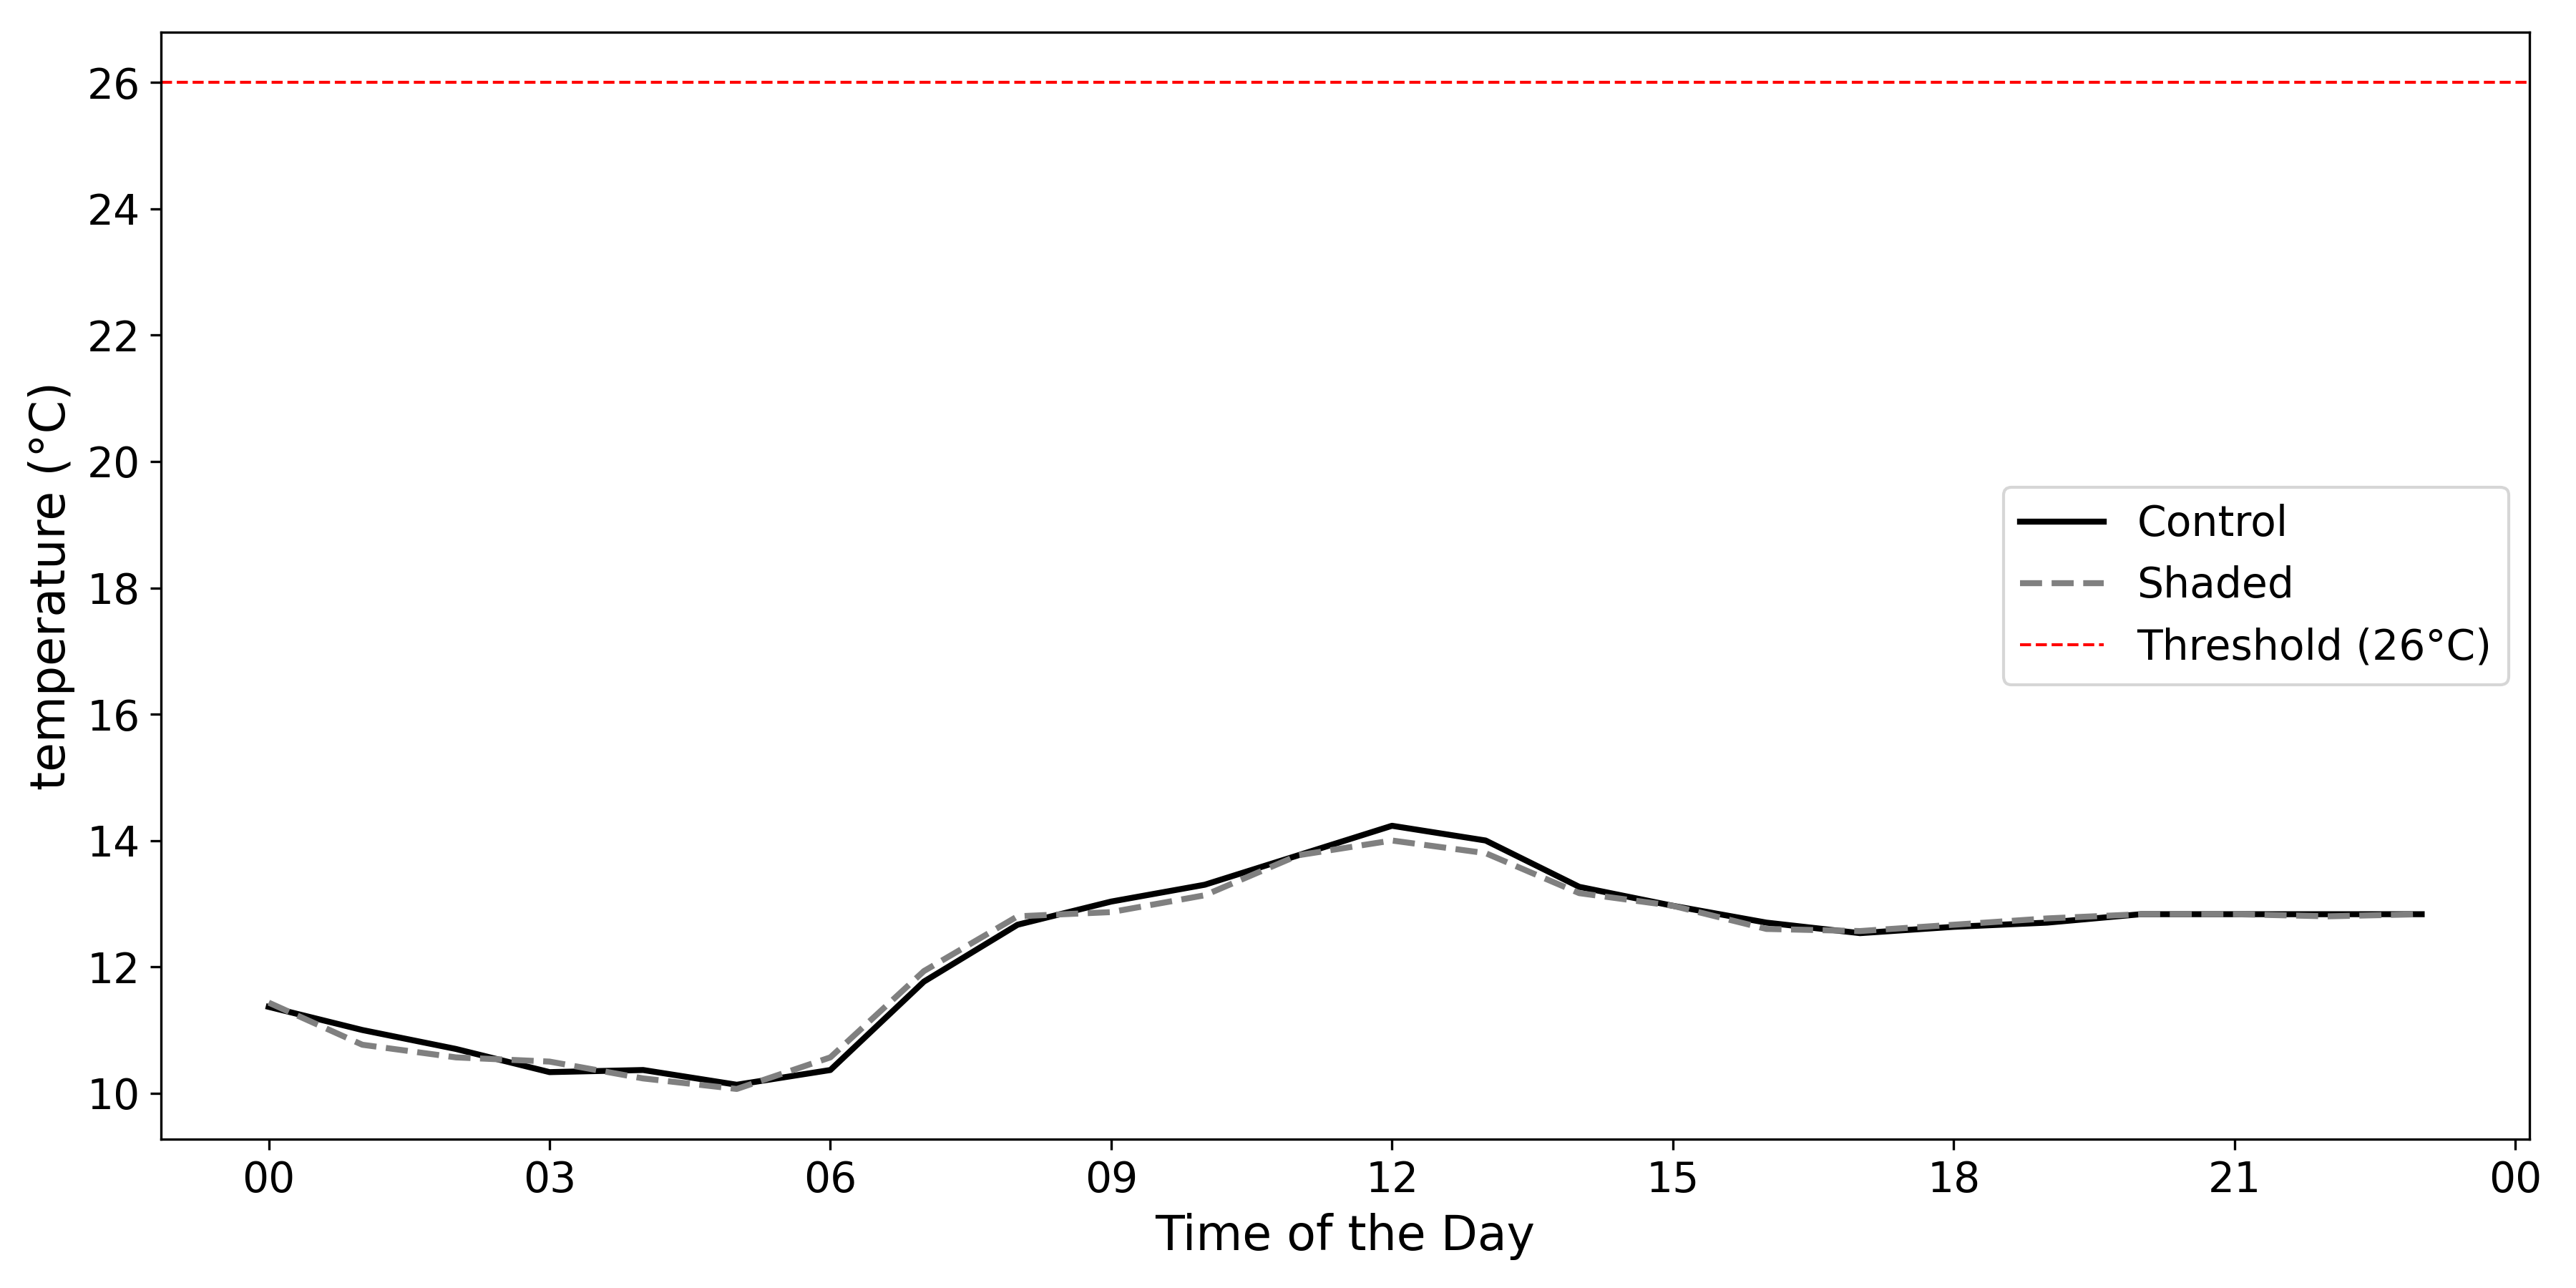 26
24
22
20
18
16
14
12
10
temperature (°C)
Control
Shaded
Threshold (26°C)
00 03 06 09 12 15 18 21 00
Time of the Day